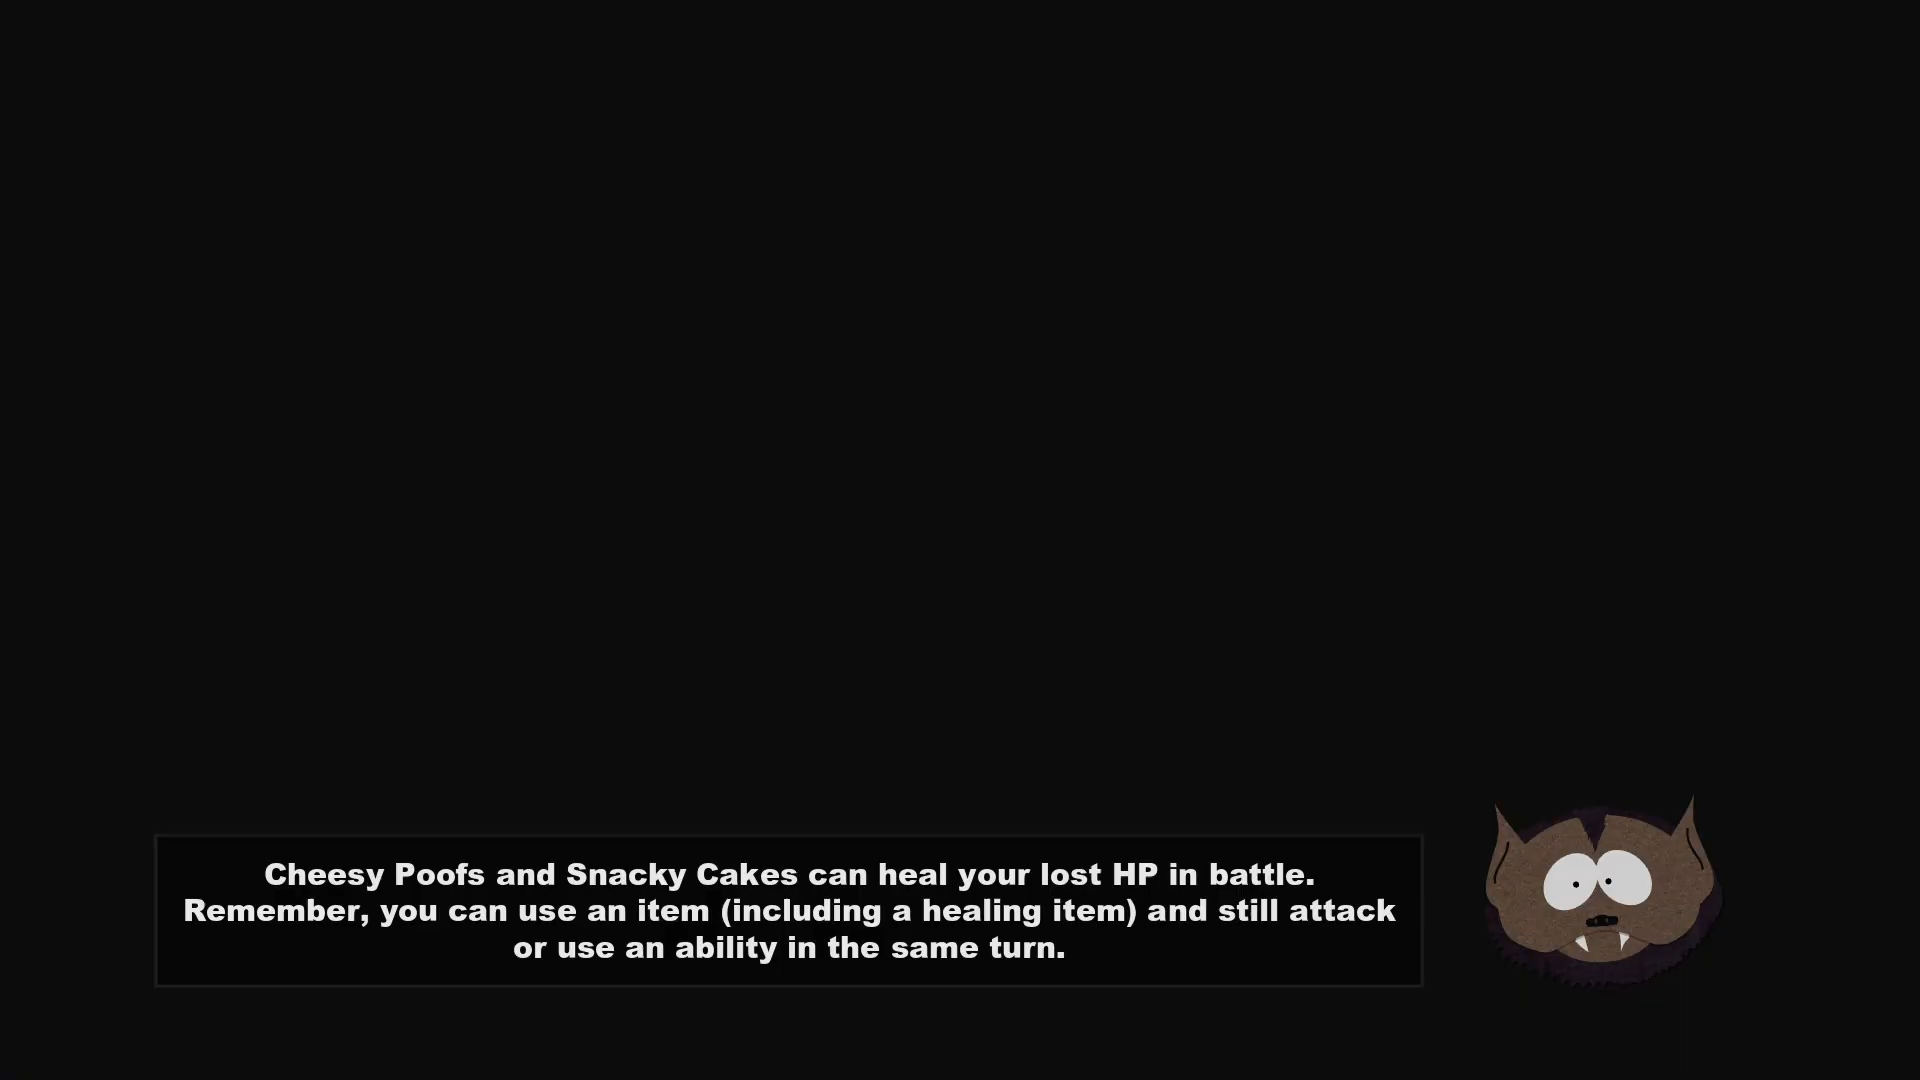 Cheesy Poofs and Snacky Cakes can heal your lost HP in battle.
Remember, you can use an item (including a healing item) and still attack
or use an ability in the same turn.